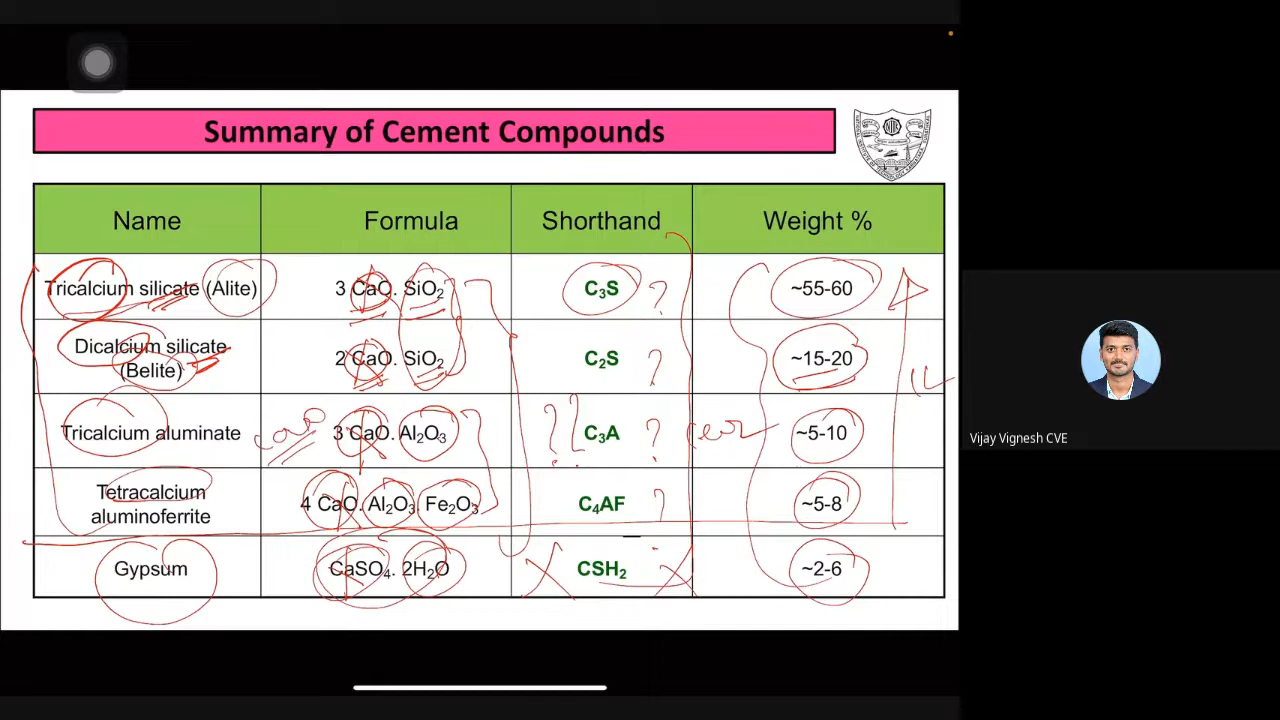 Summary of Cement Compounds
Name Formula Shorthand Weight %
Tricalcium silicate (Alite) 3 CaO. SiO₂ C₃S ? ~55-60
Dicalcium silicate
(Belite) 2 CaO. SiO₂ C₂S ? ~15-20
Tricalcium aluminate 3 CaO. Al₂O₃ ? ? C₃A ? ~5-10
Tetracalcium
aluminoferrite 4 CaO. Al₂O₃. Fe₂O₃ C₄AF ? ~5-8
Gypsum CaSO₄. 2H₂O CSH₂ ~2-6
Vijay Vignesh CVE